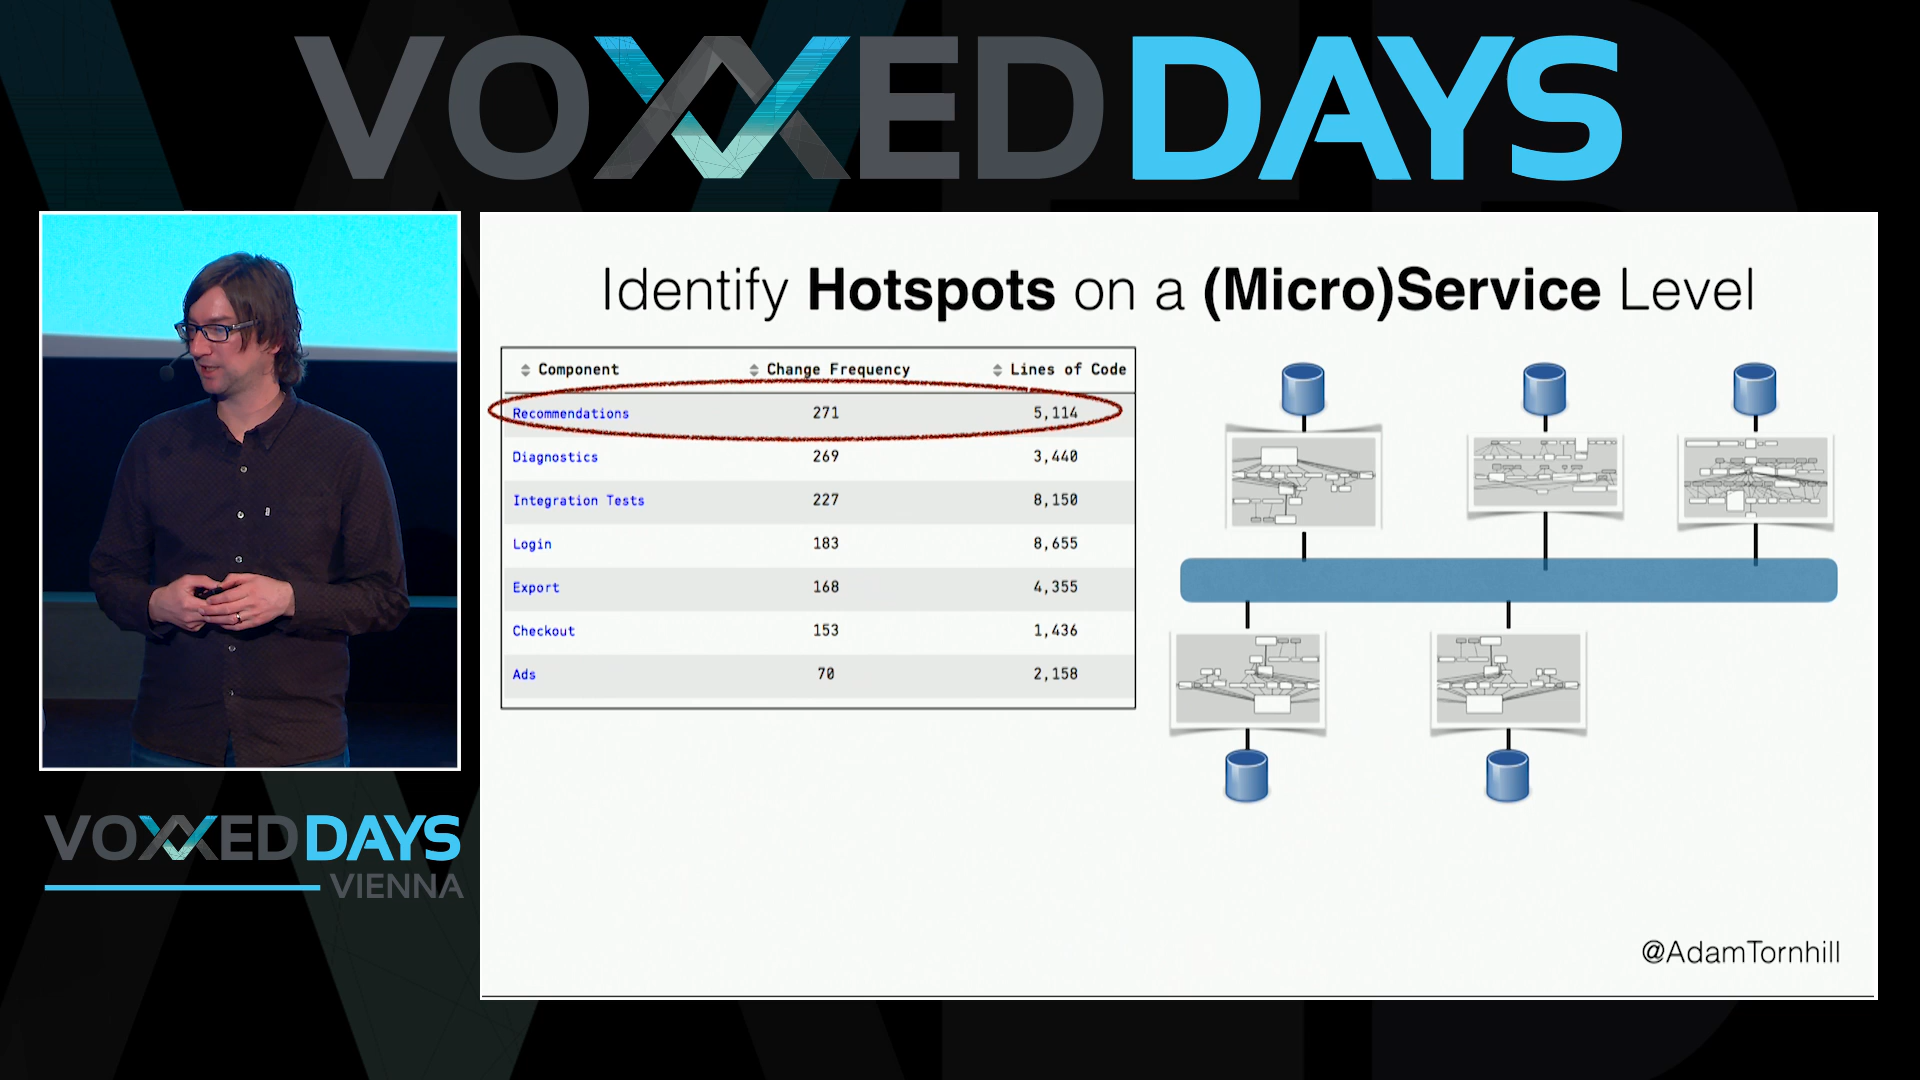 VOXXED DAYS
Identify Hotspots on a (Micro)Service Level
Component Change Frequency Lines of Code
Recommendations 271 5,114
Diagnostics 269 3,440
Integration Tests 227 8,150
Login 183 8,655
Export 168 4,355
Checkout 153 1,436
Ads 70 2,158
VOXXED DAYS
VIENNA
@AdamTornhill